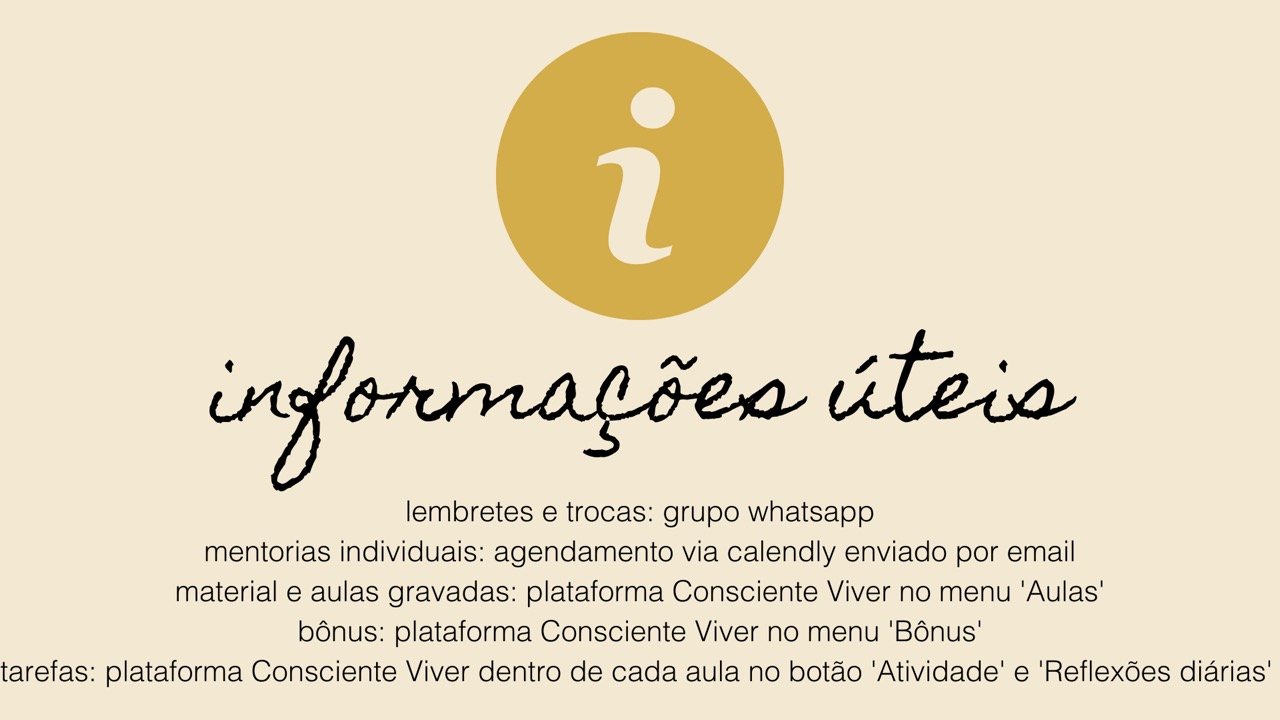 i
informações úteis
lembretes e trocas: grupo whatsapp
mentorias individuais: agendamento via calendly enviado por email
material e aulas gravadas: plataforma Consciente Viver no menu 'Aulas'
bônus: plataforma Consciente Viver no menu 'Bônus'
tarefas: plataforma Consciente Viver dentro de cada aula no botão 'Atividade' e 'Reflexões diárias'